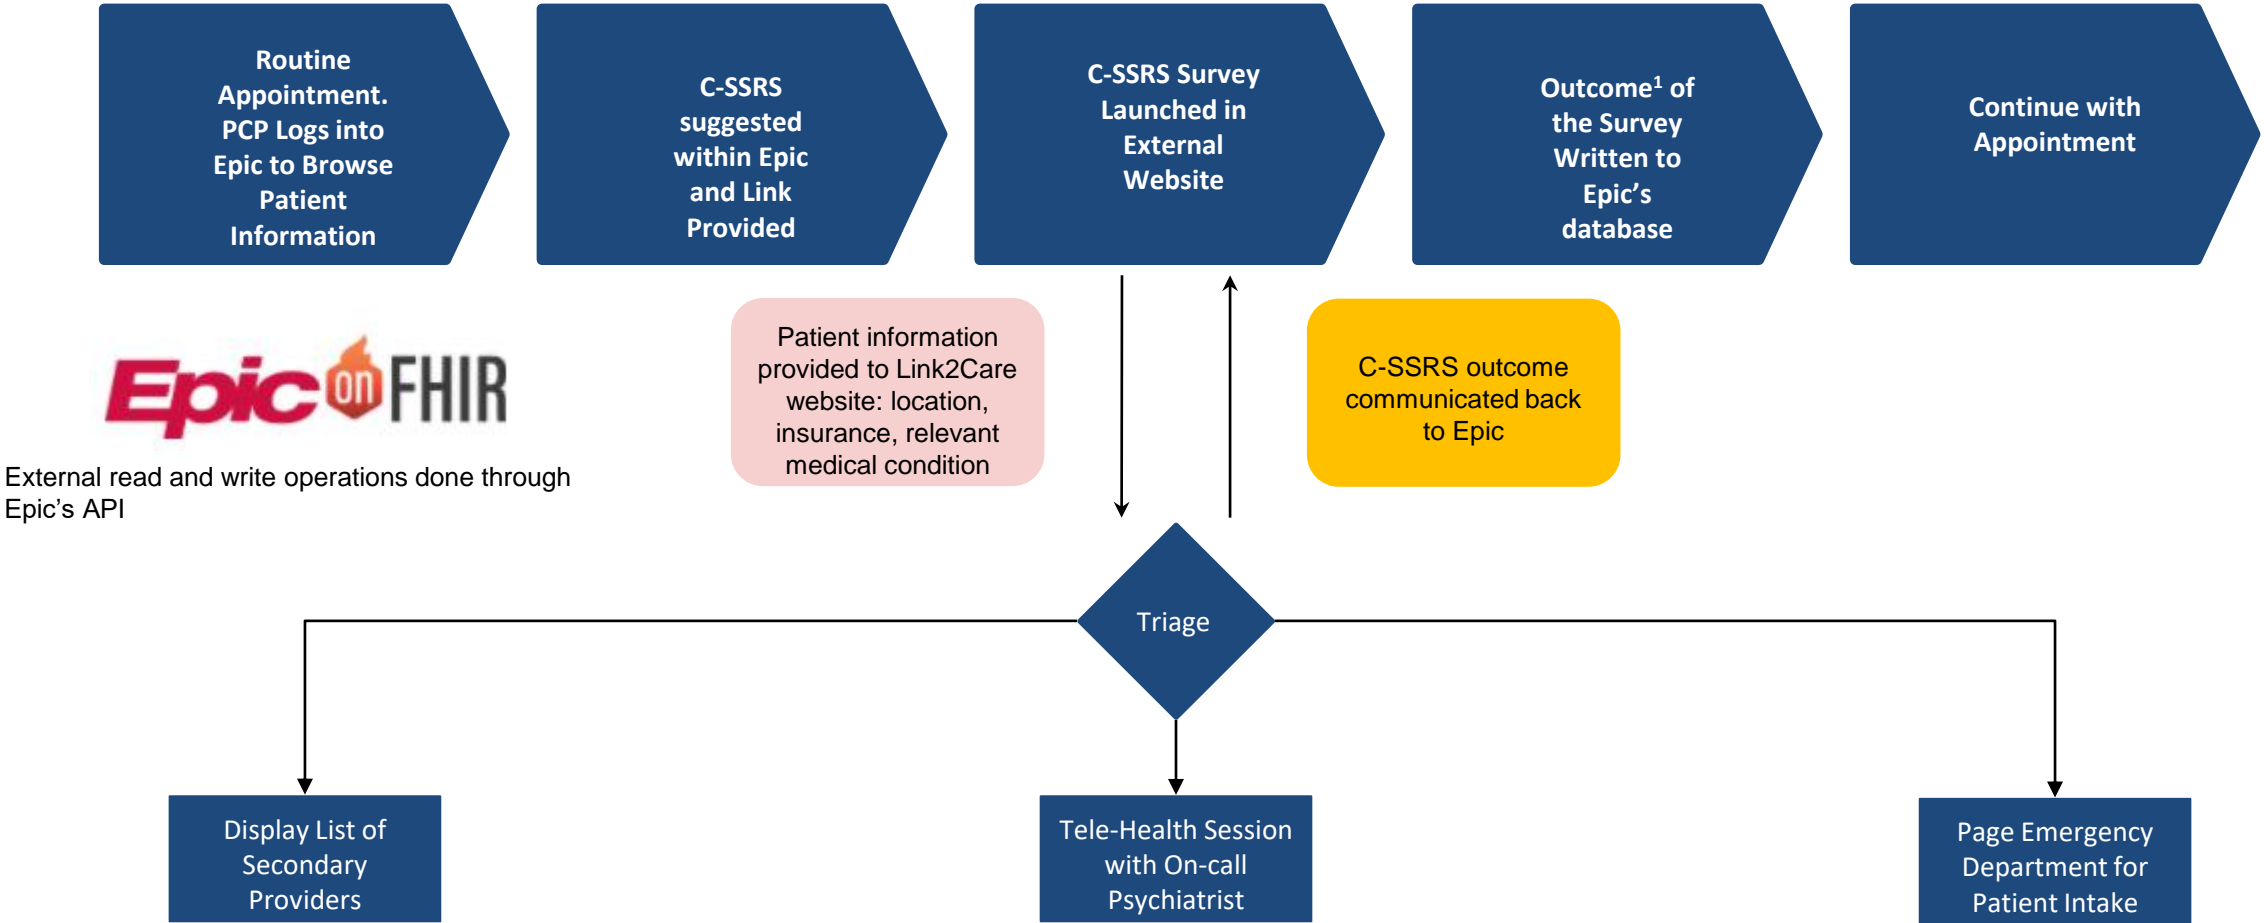 Routine
Appointment.
PCP Logs into
Epic to Browse
Patient
Information
C-SSRS
suggested
within Epic
and Link
Provided
C-SSRS Survey
Launched in
External
Website
Outcome¹ of
the Survey
Written to
Epic’s
database
Continue with
Appointment
Epic on FHIR
External read and write operations done through
Epic’s API
Patient information
provided to Link2Care
website: location,
insurance, relevant
medical condition
C-SSRS outcome
communicated back
to Epic
Triage
Display List of
Secondary
Providers
Tele-Health Session
with On-call
Psychiatrist
Page Emergency
Department for
Patient Intake